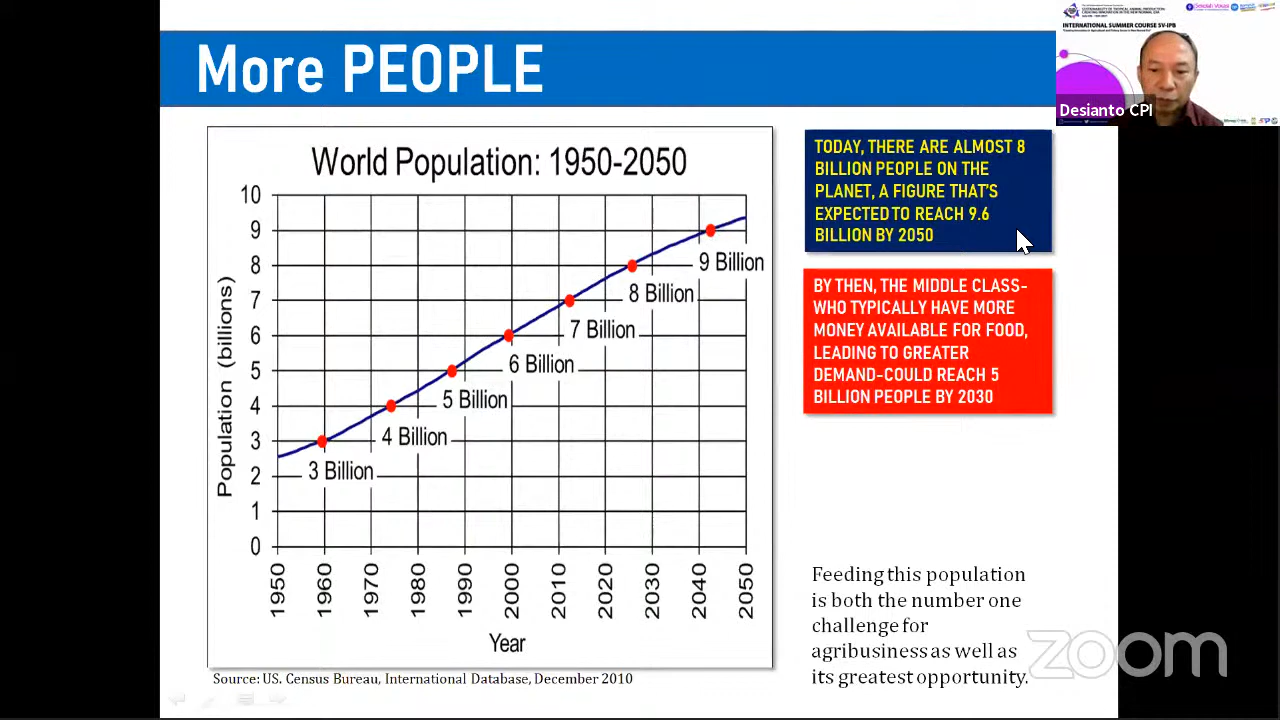 More PEOPLE
SUSTAINABILITY OF TROPICAL ANIMAL PRODUCTION:
INTERNATIONAL SUMMER COURSE SV-IPB
Desianto CPI
World Population: 1950-2050
10
9
8
7
6
5
4
3
2
1
0
Population (billions)
3 Billion
4 Billion
5 Billion
6 Billion
7 Billion
8 Billion
9 Billion
1950
1960
1970
1980
1990
2000
2010
2020
2030
2040
2050
Year
Source: US. Census Bureau, International Database, December 2010
TODAY, THERE ARE ALMOST 8
BILLION PEOPLE ON THE
PLANET, A FIGURE THAT'S
EXPECTED TO REACH 9.6
BILLION BY 2050
BY THEN, THE MIDDLE CLASS-
WHO TYPICALLY HAVE MORE
MONEY AVAILABLE FOR FOOD,
LEADING TO GREATER
DEMAND-COULD REACH 5
BILLION PEOPLE BY 2030
Feeding this population
is both the number one
challenge for
agribusiness as well as
its greatest opportunity.
zoom